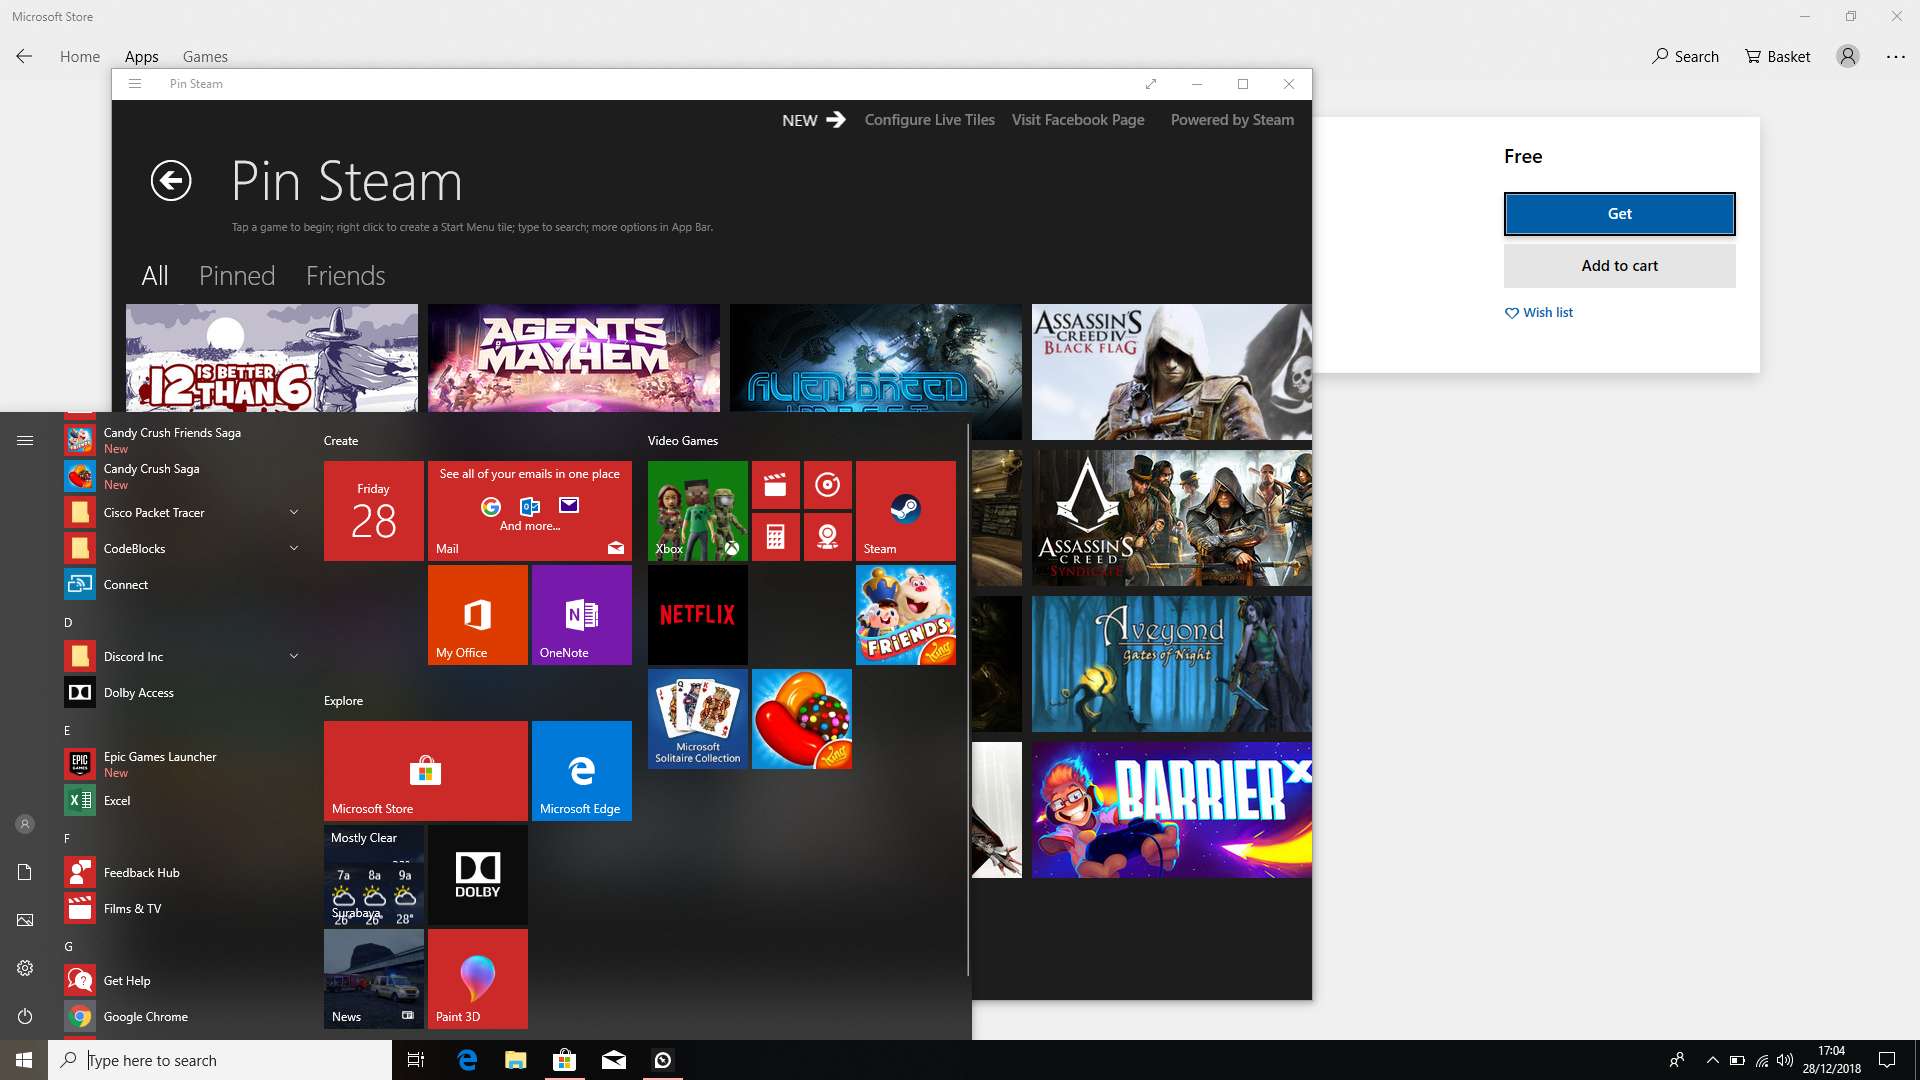 Microsoft Store
Home
Apps
Games
Search
Basket
Pin Steam
NEW
Configure Live Tiles
Visit Facebook Page
Powered by Steam
Pin Steam
Tap a game to begin; right click to create a Start Menu tile; type to search; more options in App Bar.
All
Pinned
Friends
12 IS BETTER THAN 6
AGENTS
OF
MAYHEM
ALIEN BREED
ASSASSIN'S
CREED IV
BLACK FLAG
ASSASSIN'S
CREED
SYNDICATE
Aveyond
Gates of Night
BARRIER X
Free
Get
Add to cart
Wish list
Candy Crush Friends Saga
New
Candy Crush Saga
New
Cisco Packet Tracer
CodeBlocks
Connect
D
Discord Inc
Dolby Access
E
Epic Games Launcher
New
Excel
F
Feedback Hub
Films & TV
G
Get Help
Google Chrome
EPIC
GAMES
Create
Friday
28
See all of your emails in one place
And more...
Mail
My Office
OneNote
Explore
Microsoft Store
Microsoft Edge
Mostly Clear
7a 8a 9a
26° 26° 28°
Surabaya
DOLBY
News
Paint 3D
Video Games
Xbox
Steam
NETFLIX
FRIENDS
King
Microsoft
Solitaire Collection
King
Type here to search
17:04
28/12/2018